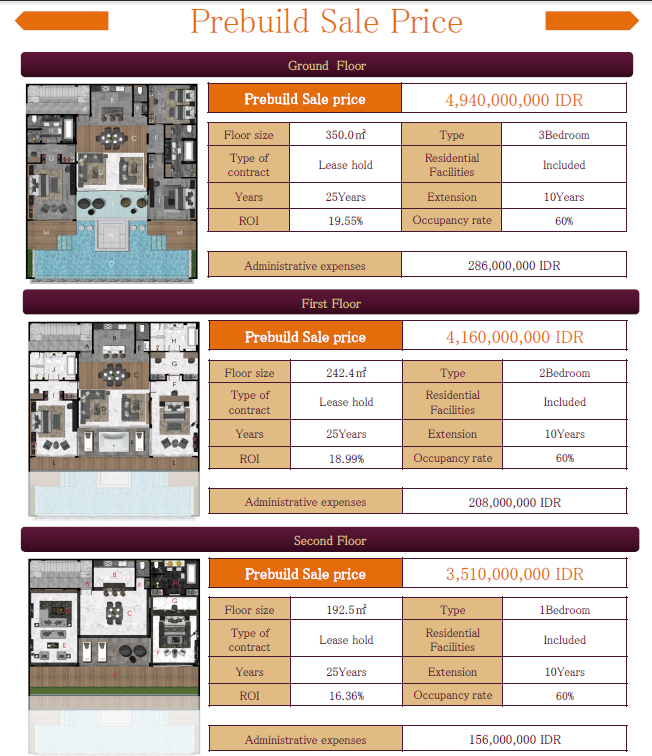 Prebuild Sale Price
Ground Floor
Prebuild Sale price 4,940,000,000 IDR
Floor size 350.0㎡ Type 3Bedroom
Type of contract Lease hold Residential Facilities Included
Years 25Years Extension 10Years
ROI 19.55% Occupancy rate 60%
Administrative expenses 286,000,000 IDR
First Floor
Prebuild Sale price 4,160,000,000 IDR
Floor size 242.4㎡ Type 2Bedroom
Type of contract Lease hold Residential Facilities Included
Years 25Years Extension 10Years
ROI 18.99% Occupancy rate 60%
Administrative expenses 208,000,000 IDR
Second Floor
Prebuild Sale price 3,510,000,000 IDR
Floor size 192.5㎡ Type 1Bedroom
Type of contract Lease hold Residential Facilities Included
Years 25Years Extension 10Years
ROI 16.36% Occupancy rate 60%
Administrative expenses 156,000,000 IDR